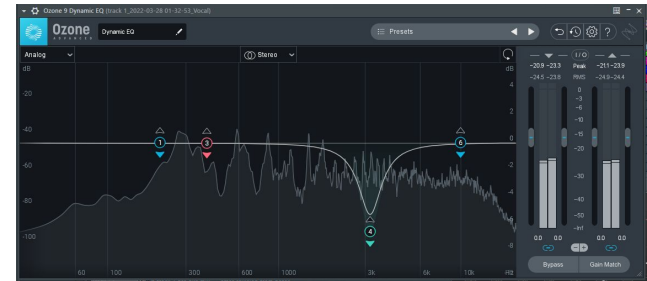 Ozone 9 Dynamic EQ (track 1_2022-03-28.01-32-53_Vocal)
Ozone
ADVANCED
Dynamic EQ
Presets
?
Analog
Stereo
I / O
dB
dB
-20.9 -23.3 Peak -21.1 -23.9
-24.5 -23.8 RMS -24.9 -24.4
-20
-40
-60
-80
-100
2
0
-2
-4
-6
-8
1
3
6
4
0
-3
-6
-10
-15
-20
-30
-40
-50
-inf
0.0 0.0
0.0 0.0
60 100 300 600 1000 3k 6k 10k Hz
Bypass
Gain Match